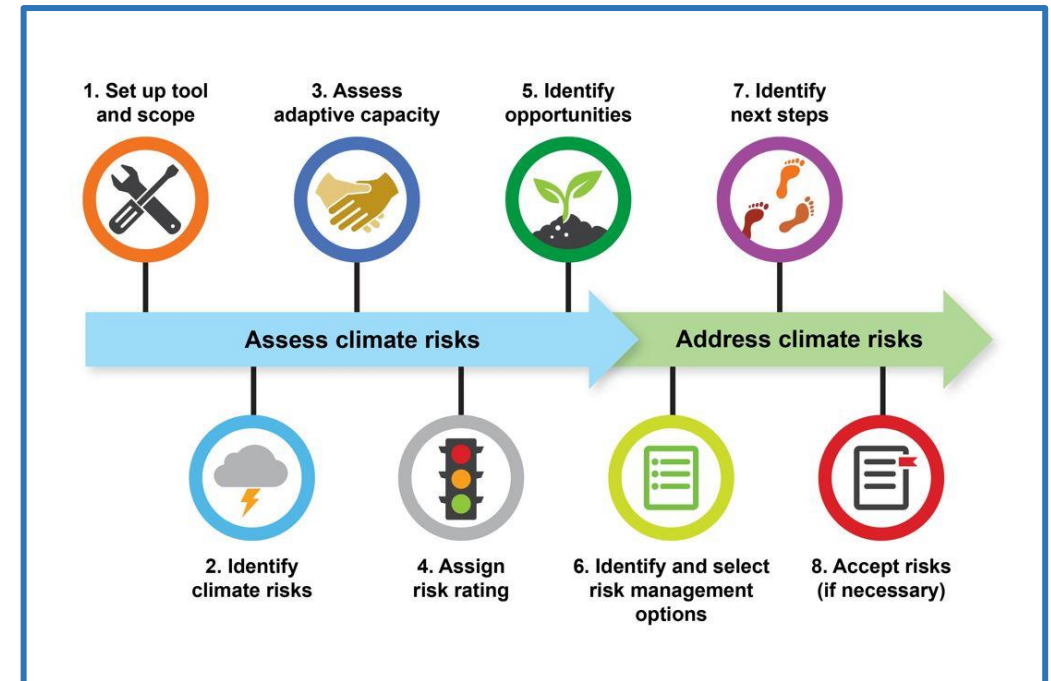 1. Set up tool
and scope
3. Assess
adaptive capacity
5. Identify
opportunities
7. Identify
next steps
Assess climate risks
Address climate risks
2. Identify
climate risks
4. Assign
risk rating
6. Identify and select
risk management
options
8. Accept risks
(if necessary)